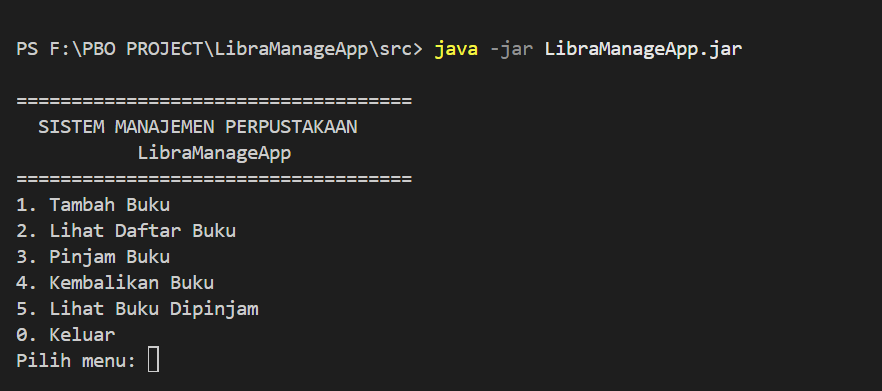 PS F:\PBO PROJECT\LibraManageApp\src> java -jar LibraManageApp.jar
====================================
SISTEM MANAJEMEN PERPUSTAKAAN
LibraManageApp
====================================
1. Tambah Buku
2. Lihat Daftar Buku
3. Pinjam Buku
4. Kembalikan Buku
5. Lihat Buku Dipinjam
0. Keluar
Pilih menu: